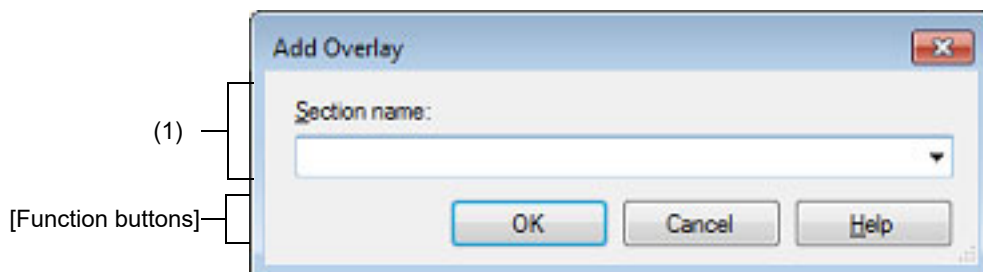 Add Overlay
(1)
Section name:
[Function buttons]
OK Cancel Help